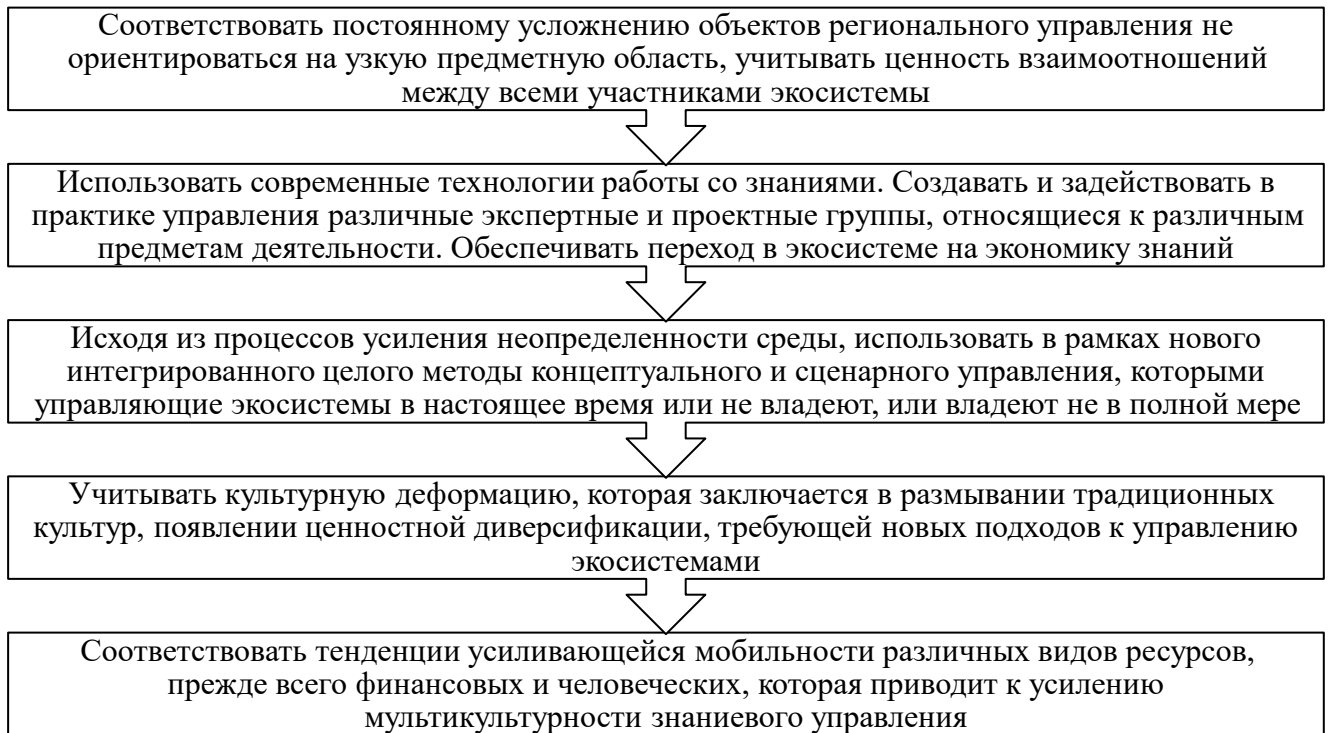 Соответствовать постоянному усложнению объектов регионального управления не
ориентироваться на узкую предметную область, учитывать ценность взаимоотношений
между всеми участниками экосистемы
Использовать современные технологии работы со знаниями. Создавать и задействовать в
практике управления различные экспертные и проектные группы, относящиеся к различным
предметам деятельности. Обеспечивать переход в экосистеме на экономику знаний
Исходя из процессов усиления неопределенности среды, использовать в рамках нового
интегрированного целого методы концептуального и сценарного управления, которыми
управляющие экосистемы в настоящее время или не владеют, или владеют не в полной мере
Учитывать культурную деформацию, которая заключается в размывании традиционных
культур, появлении ценностной диверсификации, требующей новых подходов к управлению
экосистемами
Соответствовать тенденции усиливающейся мобильности различных видов ресурсов,
прежде всего финансовых и человеческих, которая приводит к усилению
мультикультурности знаниевого управления